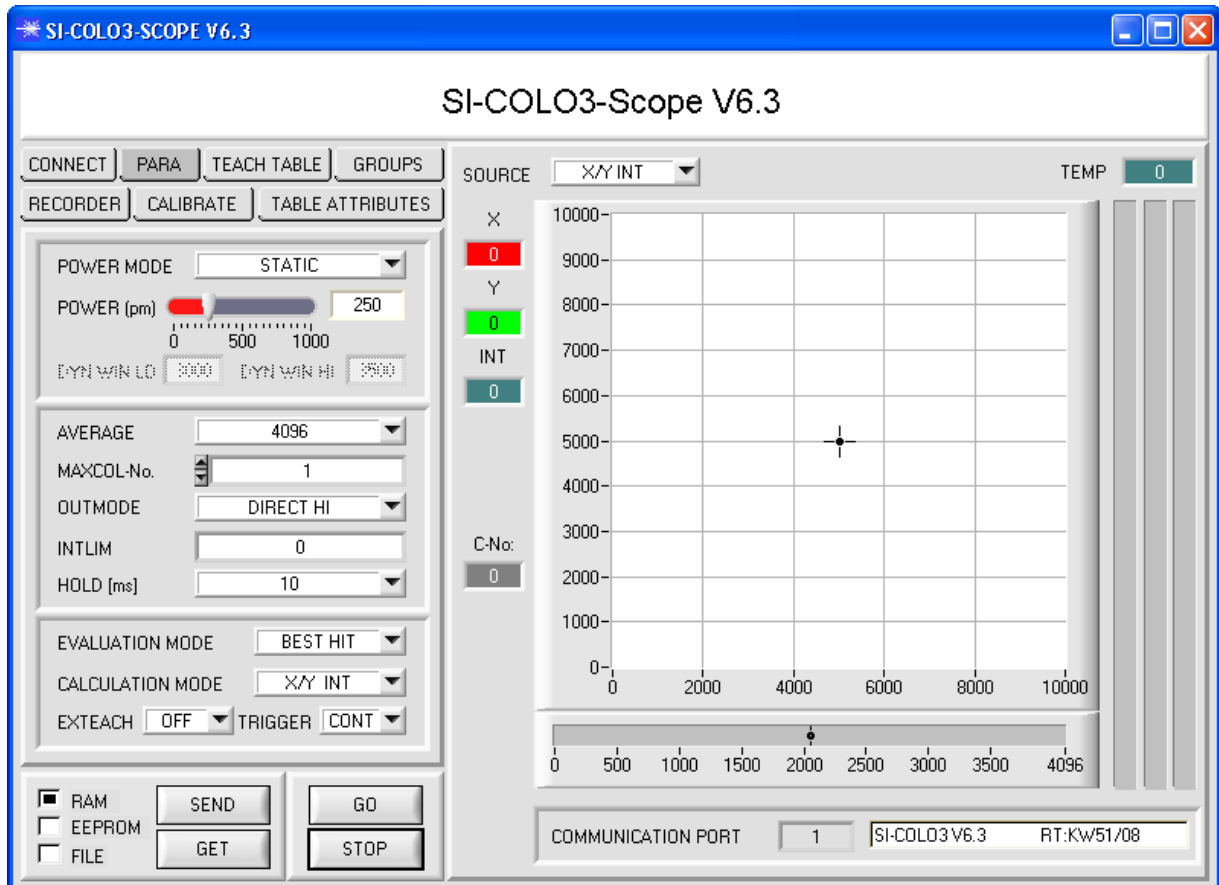 SI-COLO3-SCOPE V6.3
SI-COLO3-Scope V6.3
CONNECT PARA TEACH TABLE GROUPS
RECORDER CALIBRATE TABLE ATTRIBUTES
POWER MODE STATIC
POWER (pm) 250
0 500 1000
DYN WIN LO 3000 DYN WIN HI 3500
AVERAGE 4096
MAXCOL-No. 1
OUTMODE DIRECT HI
INTLIM 0
HOLD [ms] 10
EVALUATION MODE BEST HIT
CALCULATION MODE X/Y INT
EXTEACH OFF TRIGGER CONT
RAM
EEPROM
FILE
SEND
GET
GO
STOP
SOURCE X/Y INT
TEMP 0
X
0
Y
0
INT
0
C-No:
0
10000
9000
8000
7000
6000
5000
4000
3000
2000
1000
0
0 2000 4000 6000 8000 10000
0 500 1000 1500 2000 2500 3000 3500 4096
COMMUNICATION PORT 1 SI-COLO3 V6.3 RT:KW51/08